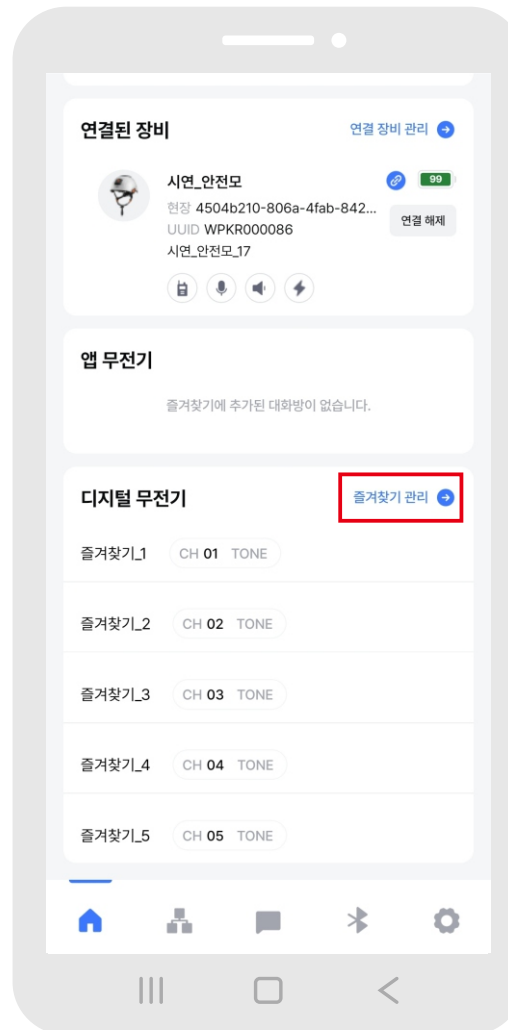 연결된 장비
연결 장비 관리
시연_안전모
99
현장 4504b210-806a-4fab-842...
연결 해제
UUID WPKR000086
시연_안전모_17
앱 무전기
즐겨찾기에 추가된 대화방이 없습니다.
디지털 무전기
즐겨찾기 관리
즐겨찾기_1 CH 01 TONE
즐겨찾기_2 CH 02 TONE
즐겨찾기_3 CH 03 TONE
즐겨찾기_4 CH 04 TONE
즐겨찾기_5 CH 05 TONE